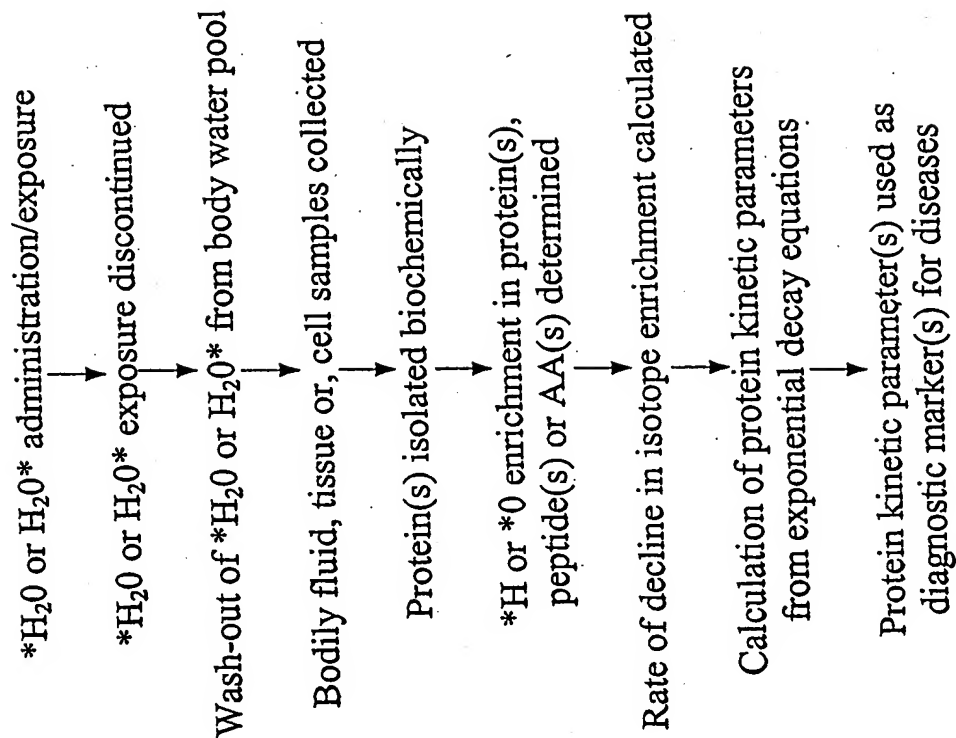 *H₂0 or H₂0* administration/exposure
*H₂0 or H₂0* exposure discontinued
Wash-out of *H₂0 or H₂0* from body water pool
Bodily fluid, tissue or, cell samples collected
Protein(s) isolated biochemically
*H or *0 enrichment in protein(s),
peptide(s) or AA(s) determined
Rate of decline in isotope enrichment calculated
Calculation of protein kinetic parameters
from exponential decay equations
Protein kinetic parameter(s) used as
diagnostic marker(s) for diseases